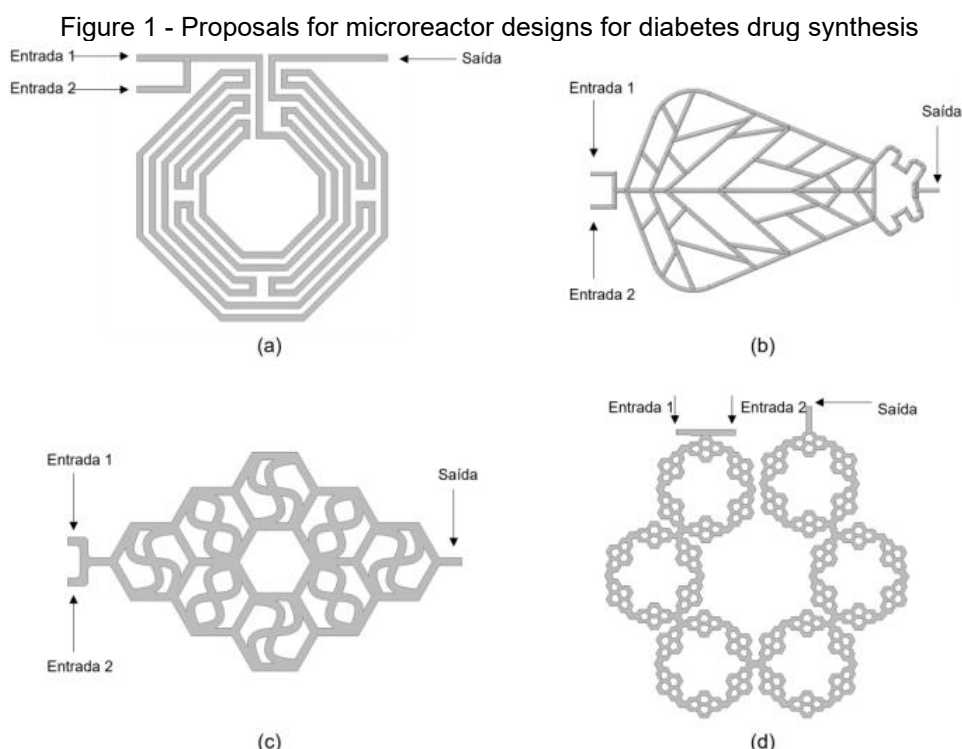 Figure 1 - Proposals for microreactor designs for diabetes drug synthesis
Entrada 1
Saída
Entrada 2
(a)
Entrada 1
Saída
Entrada 2
(b)
Entrada 1
Saída
Entrada 2
(c)
Entrada 1
Entrada 2
Saída
(d)